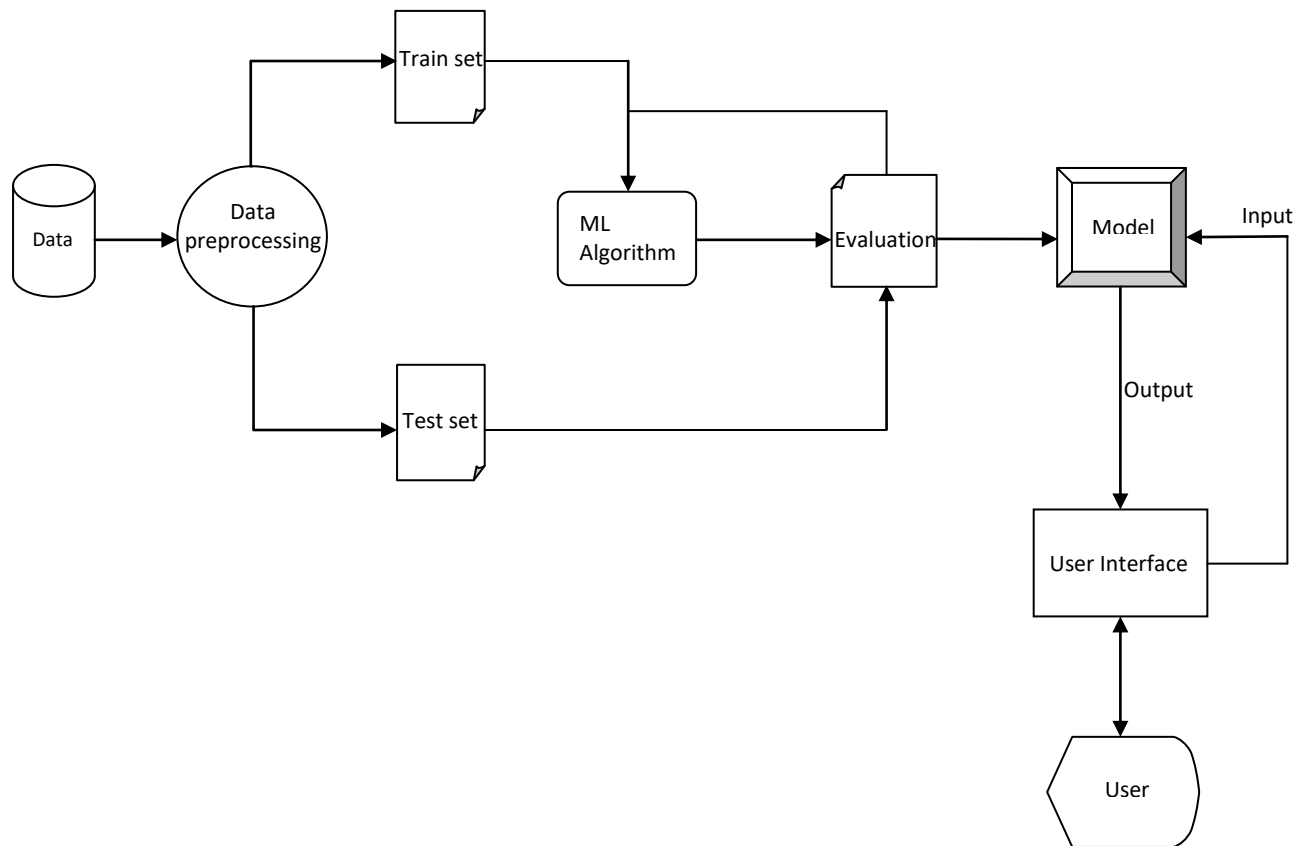 Train set
Data
preprocessing
Data
ML
Algorithm
Evaluation
Model
Input
Output
Test set
User Interface
User